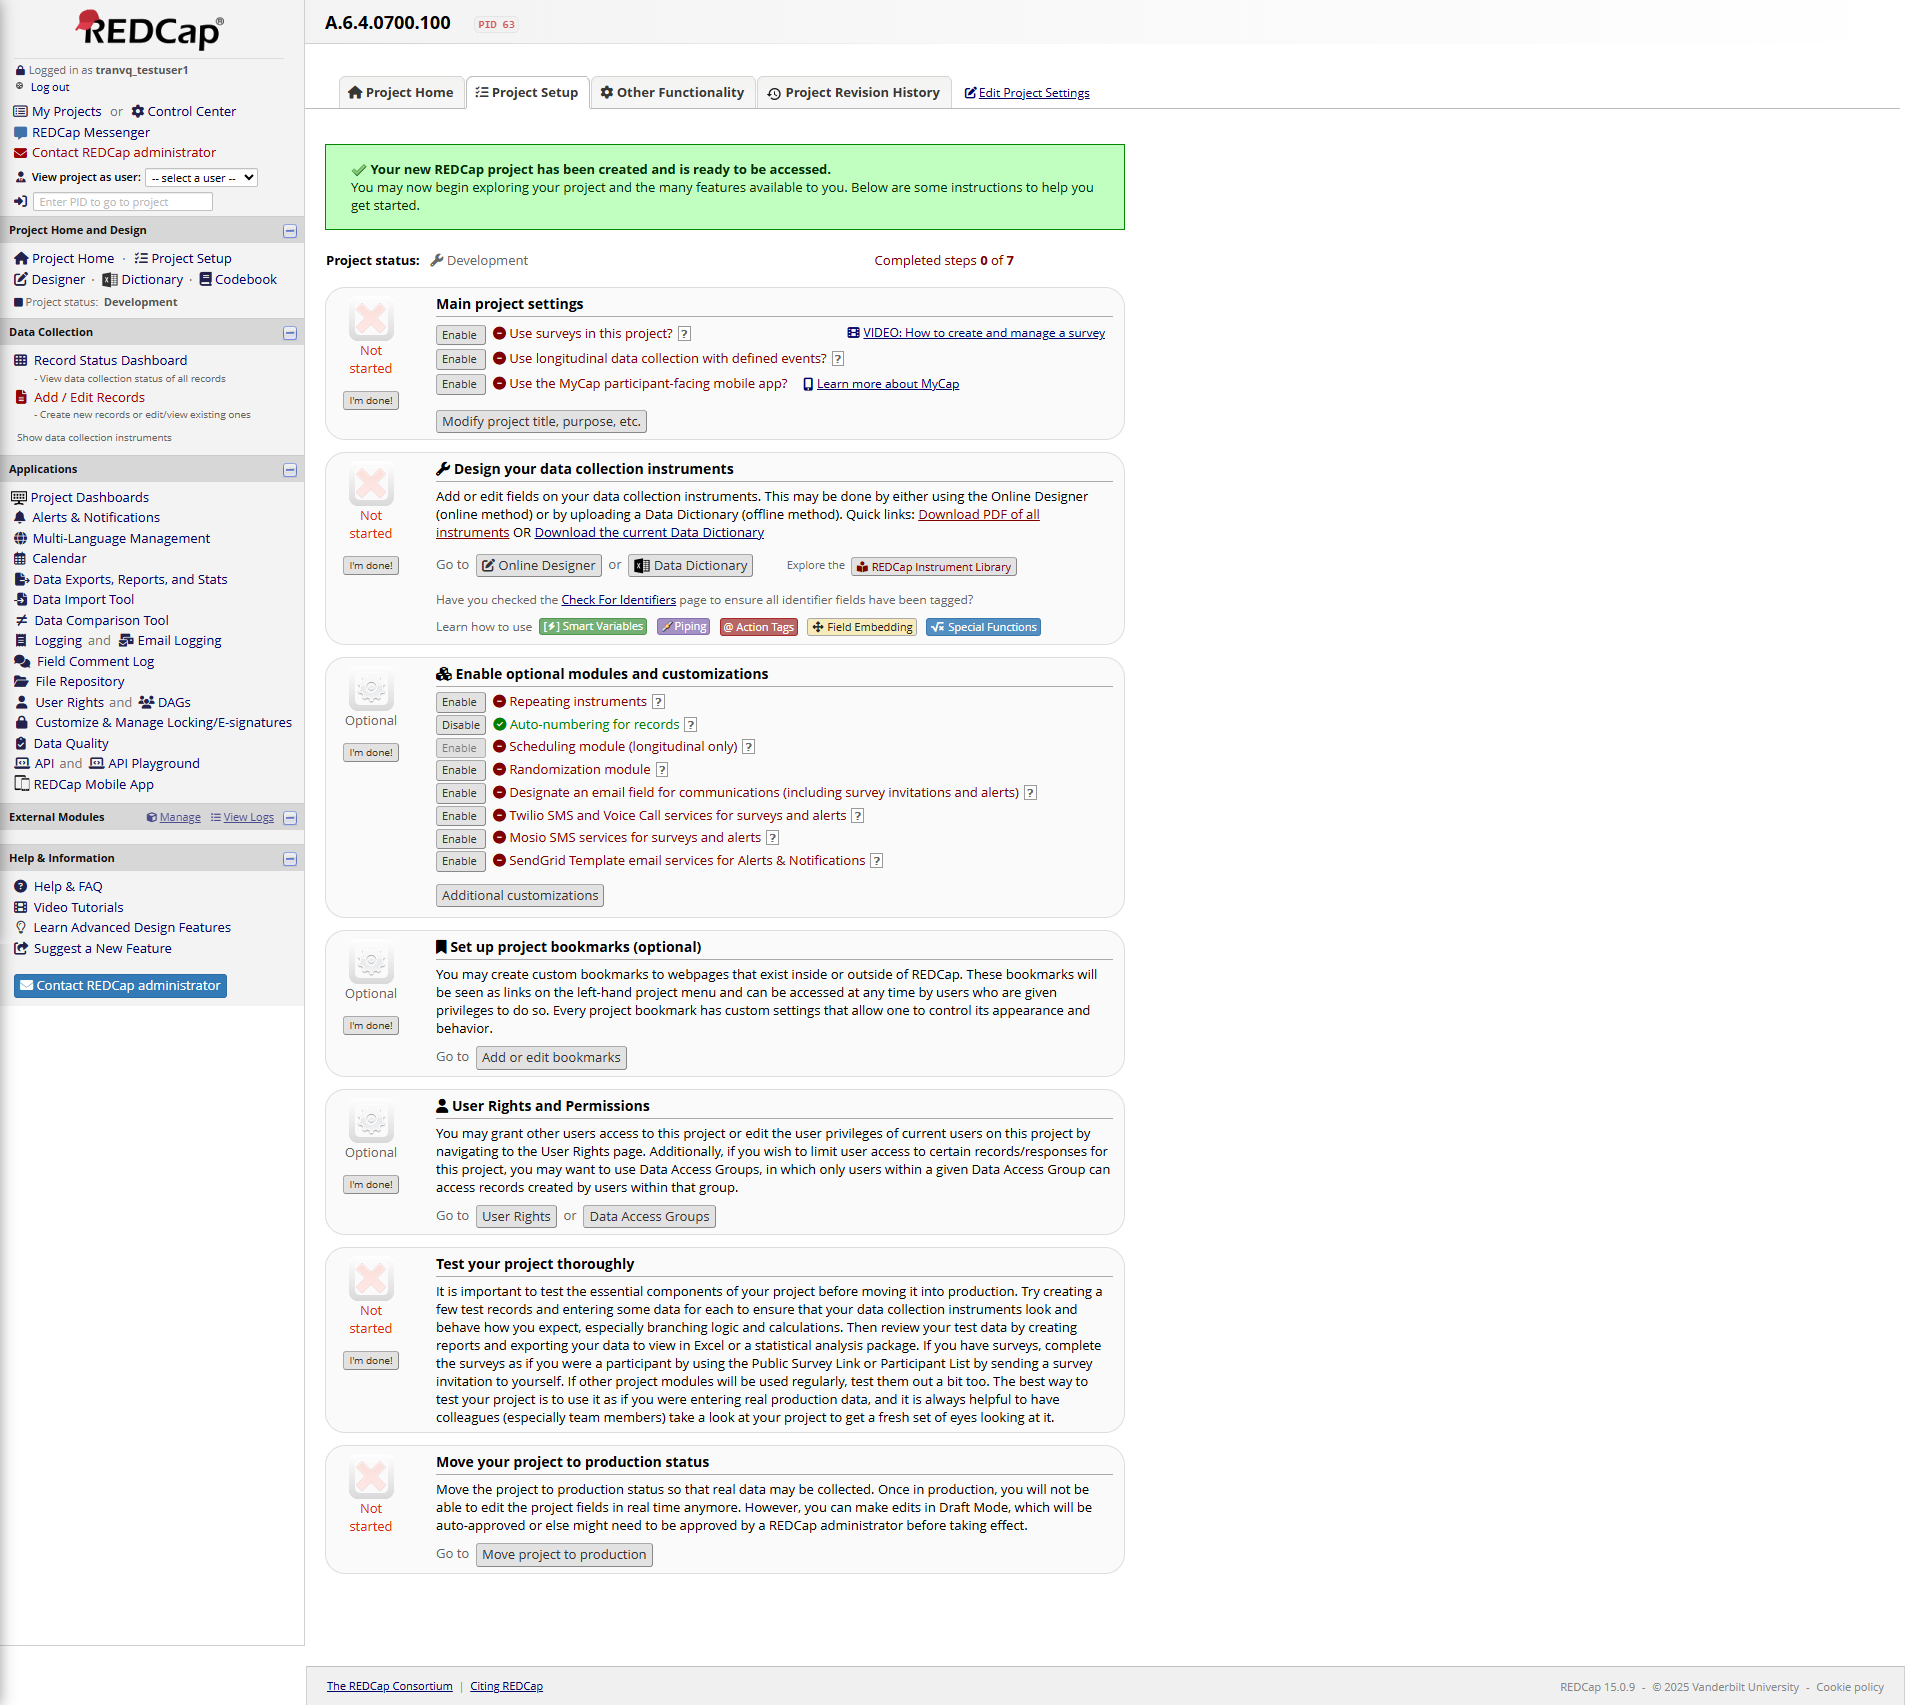 REDCap®
Logged in as tranvq_testuser1
Log out
My Projects or Control Center
REDCap Messenger
Contact REDCap administrator
View project as user: -- select a user --
Enter PID to go to project
Project Home and Design
Project Home · Project Setup
Designer · Dictionary · Codebook
Project status: Development
Data Collection
Record Status Dashboard
- View data collection status of all records
Add / Edit Records
- Create new records or edit/view existing ones
Show data collection instruments
Applications
Project Dashboards
Alerts & Notifications
Multi-Language Management
Calendar
Data Exports, Reports, and Stats
Data Import Tool
Data Comparison Tool
Logging and Email Logging
Field Comment Log
File Repository
User Rights and DAGs
Customize & Manage Locking/E-signatures
Data Quality
API and API Playground
REDCap Mobile App
External Modules Manage View Logs
Help & Information
Help & FAQ
Video Tutorials
Learn Advanced Design Features
Suggest a New Feature
Contact REDCap administrator
A.6.4.0700.100 PID 63
Project Home Project Setup Other Functionality Project Revision History Edit Project Settings
Your new REDCap project has been created and is ready to be accessed.
You may now begin exploring your project and the many features available to you. Below are some instructions to help you
get started.
Project status: Development Completed steps 0 of 7
Not
started
I'm done!
Main project settings
Enable Use surveys in this project? ? VIDEO: How to create and manage a survey
Enable Use longitudinal data collection with defined events? ?
Enable Use the MyCap participant-facing mobile app? Learn more about MyCap
Modify project title, purpose, etc.
Not
started
I'm done!
Design your data collection instruments
Add or edit fields on your data collection instruments. This may be done by either using the Online Designer
(online method) or by uploading a Data Dictionary (offline method). Quick links: Download PDF of all
instruments OR Download the current Data Dictionary
Go to Online Designer or Data Dictionary Explore the REDCap Instrument Library
Have you checked the Check For Identifiers page to ensure all identifier fields have been tagged?
Learn how to use [⚡] Smart Variables Piping @ Action Tags Field Embedding √x Special Functions
Optional
I'm done!
Enable optional modules and customizations
Enable Repeating instruments ?
Disable Auto-numbering for records ?
Enable Scheduling module (longitudinal only) ?
Enable Randomization module ?
Enable Designate an email field for communications (including survey invitations and alerts) ?
Enable Twilio SMS and Voice Call services for surveys and alerts ?
Enable Mosio SMS services for surveys and alerts ?
Enable SendGrid Template email services for Alerts & Notifications ?
Additional customizations
Optional
I'm done!
Set up project bookmarks (optional)
You may create custom bookmarks to webpages that exist inside or outside of REDCap. These bookmarks will
be seen as links on the left-hand project menu and can be accessed at any time by users who are given
privileges to do so. Every project bookmark has custom settings that allow one to control its appearance and
behavior.
Go to Add or edit bookmarks
Optional
I'm done!
User Rights and Permissions
You may grant other users access to this project or edit the user privileges of current users on this project by
navigating to the User Rights page. Additionally, if you wish to limit user access to certain records/responses for
this project, you may want to use Data Access Groups, in which only users within a given Data Access Group can
access records created by users within that group.
Go to User Rights or Data Access Groups
Not
started
I'm done!
Test your project thoroughly
It is important to test the essential components of your project before moving it into production. Try creating a
few test records and entering some data for each to ensure that your data collection instruments look and
behave how you expect, especially branching logic and calculations. Then review your test data by creating
reports and exporting your data to view in Excel or a statistical analysis package. If you have surveys, complete
the surveys as if you were a participant by using the Public Survey Link or Participant List by sending a survey
invitation to yourself. If other project modules will be used regularly, test them out a bit too. The best way to
test your project is to use it as if you were entering real production data, and it is always helpful to have
colleagues (especially team members) take a look at your project to get a fresh set of eyes looking at it.
Not
started
Move your project to production status
Move the project to production status so that real data may be collected. Once in production, you will not be
able to edit the project fields in real time anymore. However, you can make edits in Draft Mode, which will be
auto-approved or else might need to be approved by a REDCap administrator before taking effect.
Go to Move project to production
The REDCap Consortium | Citing REDCap
REDCap 15.0.9 - © 2025 Vanderbilt University - Cookie policy